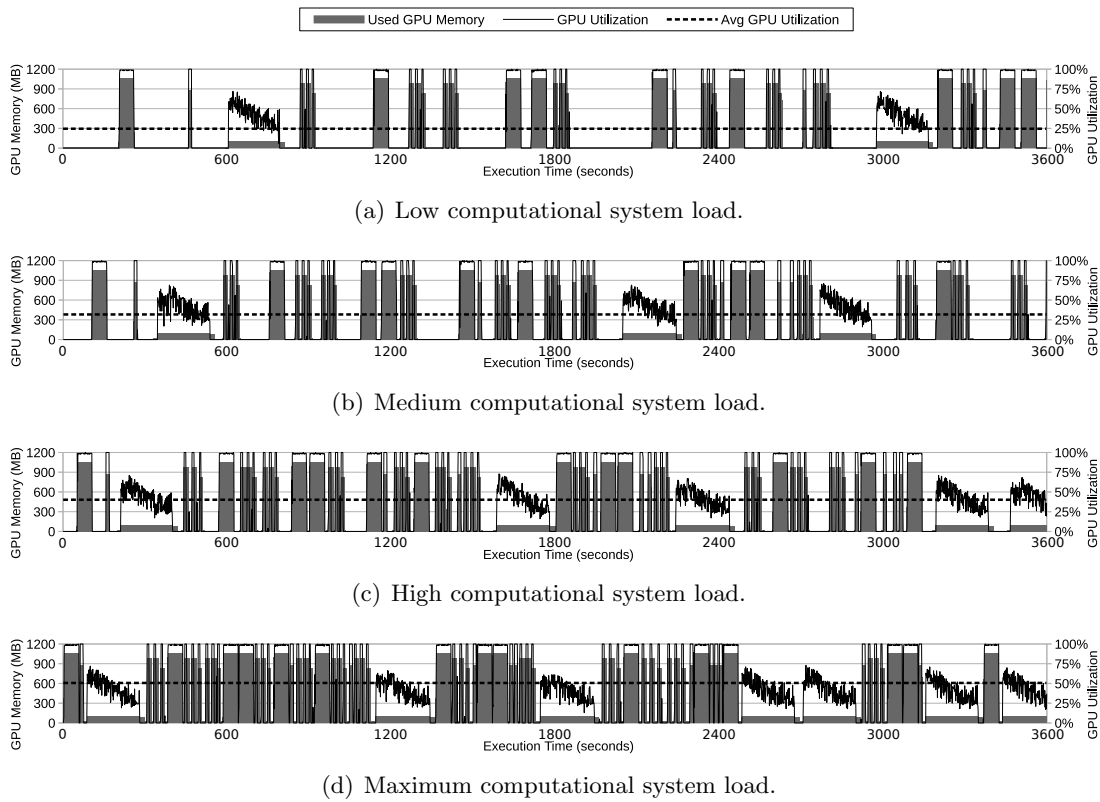 Used GPU Memory GPU Utilization Avg GPU Utilization
GPU Memory (MB)
1200
900
600
300
0
100%
75%
50%
25%
0%
GPU Utilization
0 600 1200 1800 2400 3000 3600
Execution Time (seconds)
(a) Low computational system load.
GPU Memory (MB)
1200
900
600
300
0
100%
75%
50%
25%
0%
GPU Utilization
0 600 1200 1800 2400 3000 3600
Execution Time (seconds)
(b) Medium computational system load.
GPU Memory (MB)
1200
900
600
300
0
100%
75%
50%
25%
0%
GPU Utilization
0 600 1200 1800 2400 3000 3600
Execution Time (seconds)
(c) High computational system load.
GPU Memory (MB)
1200
900
600
300
0
100%
75%
50%
25%
0%
GPU Utilization
0 600 1200 1800 2400 3000 3600
Execution Time (seconds)
(d) Maximum computational system load.